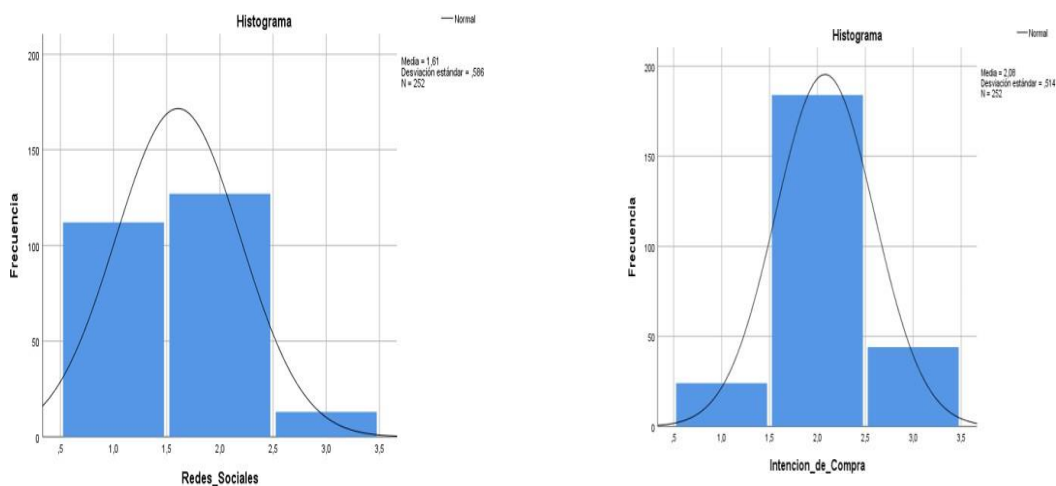 Histograma
Normal
Media = 1,61
Desviación estándar = ,586
N = 252
200
150
100
50
0
,5 1,0 1,5 2,0 2,5 3,0 3,5
Frecuencia
Redes_Sociales
Histograma
Normal
Media = 2,08
Desviación estándar = ,514
N = 252
200
150
100
50
0
,5 1,0 1,5 2,0 2,5 3,0 3,5
Frecuencia
Intencion_de_Compra